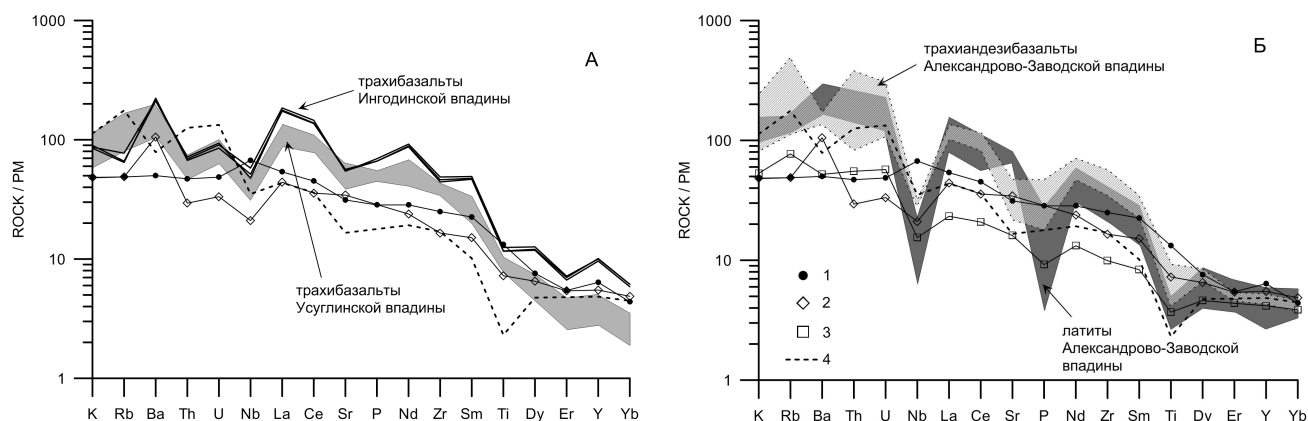 1000
100
10
1
ROCK / PM
А
трахибазальты
Ингодинской впадины
трахибазальты
Усуглинской впадины
K Rb Ba Th U Nb La Ce Sr P Nd Zr Sm Ti Dy Er Y Yb
1000
100
10
1
ROCK / PM
Б
трахиандезибазальты
Александрово-Заводской впадины
1
2
3
4
латиты
Александрово-Заводской
впадины
K Rb Ba Th U Nb La Ce Sr P Nd Zr Sm Ti Dy Er Y Yb